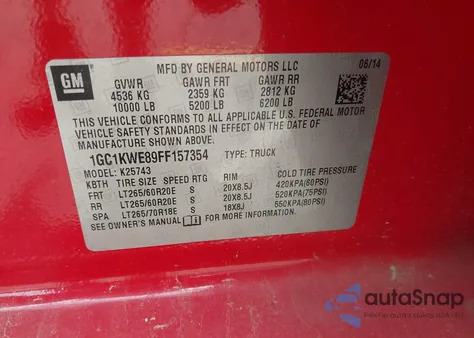 MFD BY GENERAL MOTORS LLC 06/14
GM
GVWR GAWR FRT GAWR RR
4536 KG 2359 KG 2812 KG
10000 LB 5200 LB 6200 LB
THIS VEHICLE CONFORMS TO ALL APPLICABLE U.S. FEDERAL MOTOR
VEHICLE SAFETY STANDARDS IN EFFECT ON THE DATE OF
MANUFACTURE SHOWN ABOVE.
1GC1KWE89FF157354 TYPE: TRUCK
MODEL: K25743
KBTH TIRE SIZE SPEED RTG RIM COLD TIRE PRESSURE
FRT LT265/60R20E S 20X8.5J 420KPA(60PSI)
RR LT265/60R20E S 20X8.5J 520KPA(75PSI)
SPA LT265/70R18E S 18X8J 550KPA(80PSI)
SEE OWNER'S MANUAL FOR MORE INFORMATION
autoSnap